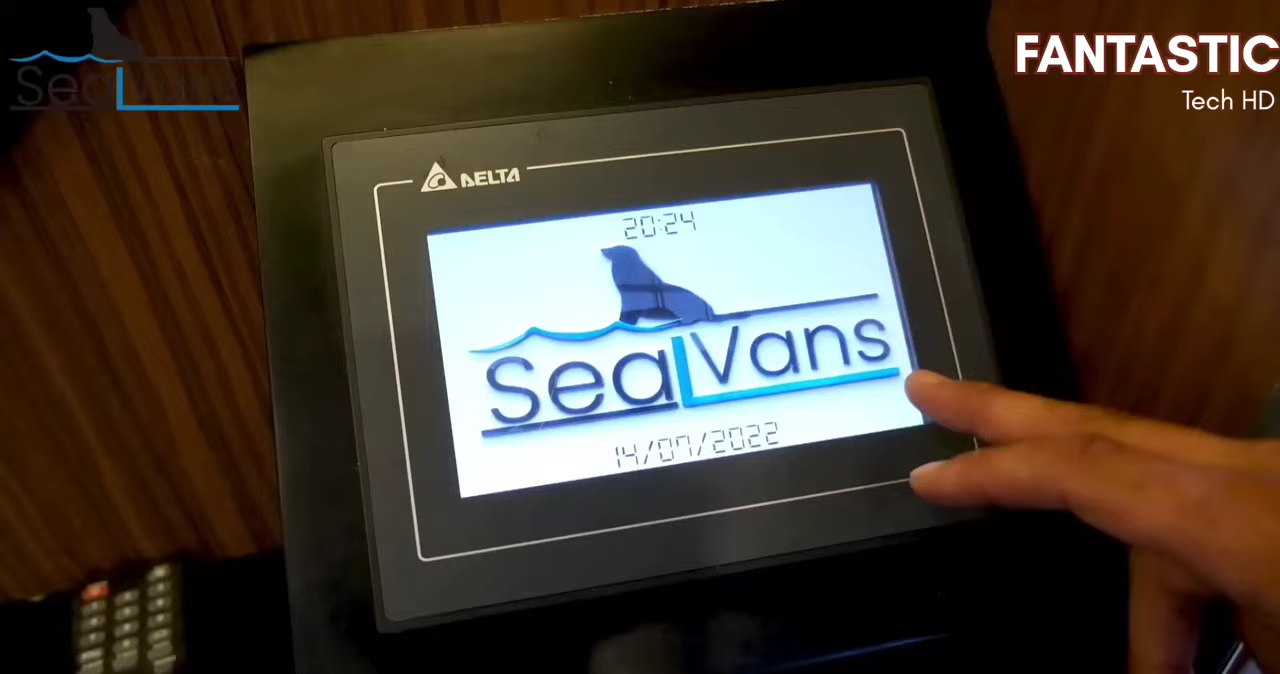 SealVans
FANTASTIC
Tech HD
DELTA
20:24
SealVans
14/07/2022